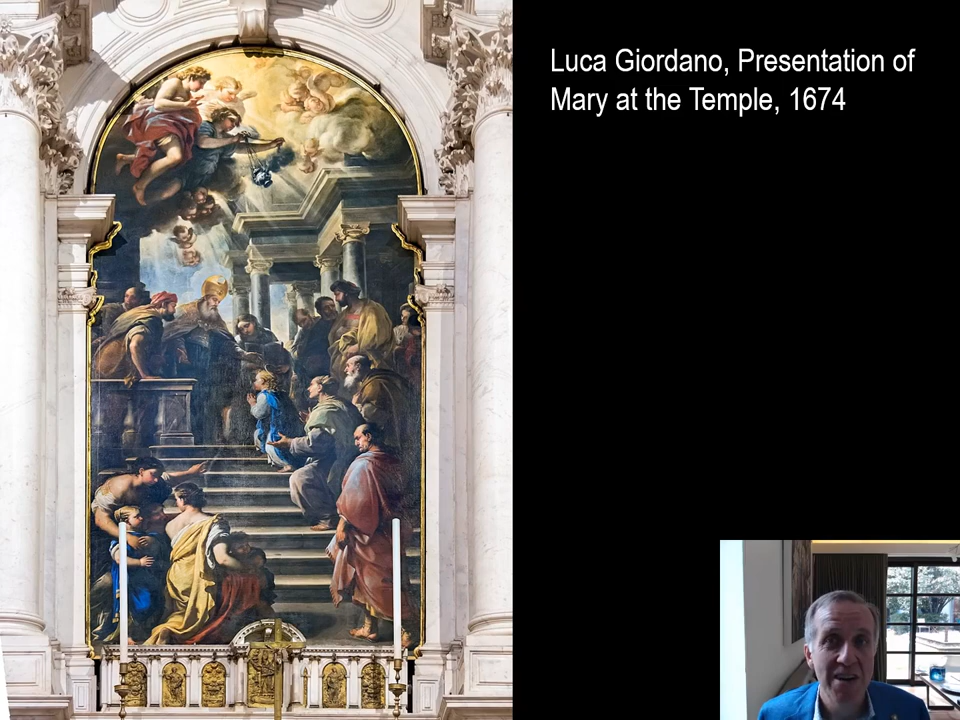 Luca Giordano, Presentation of
Mary at the Temple, 1674